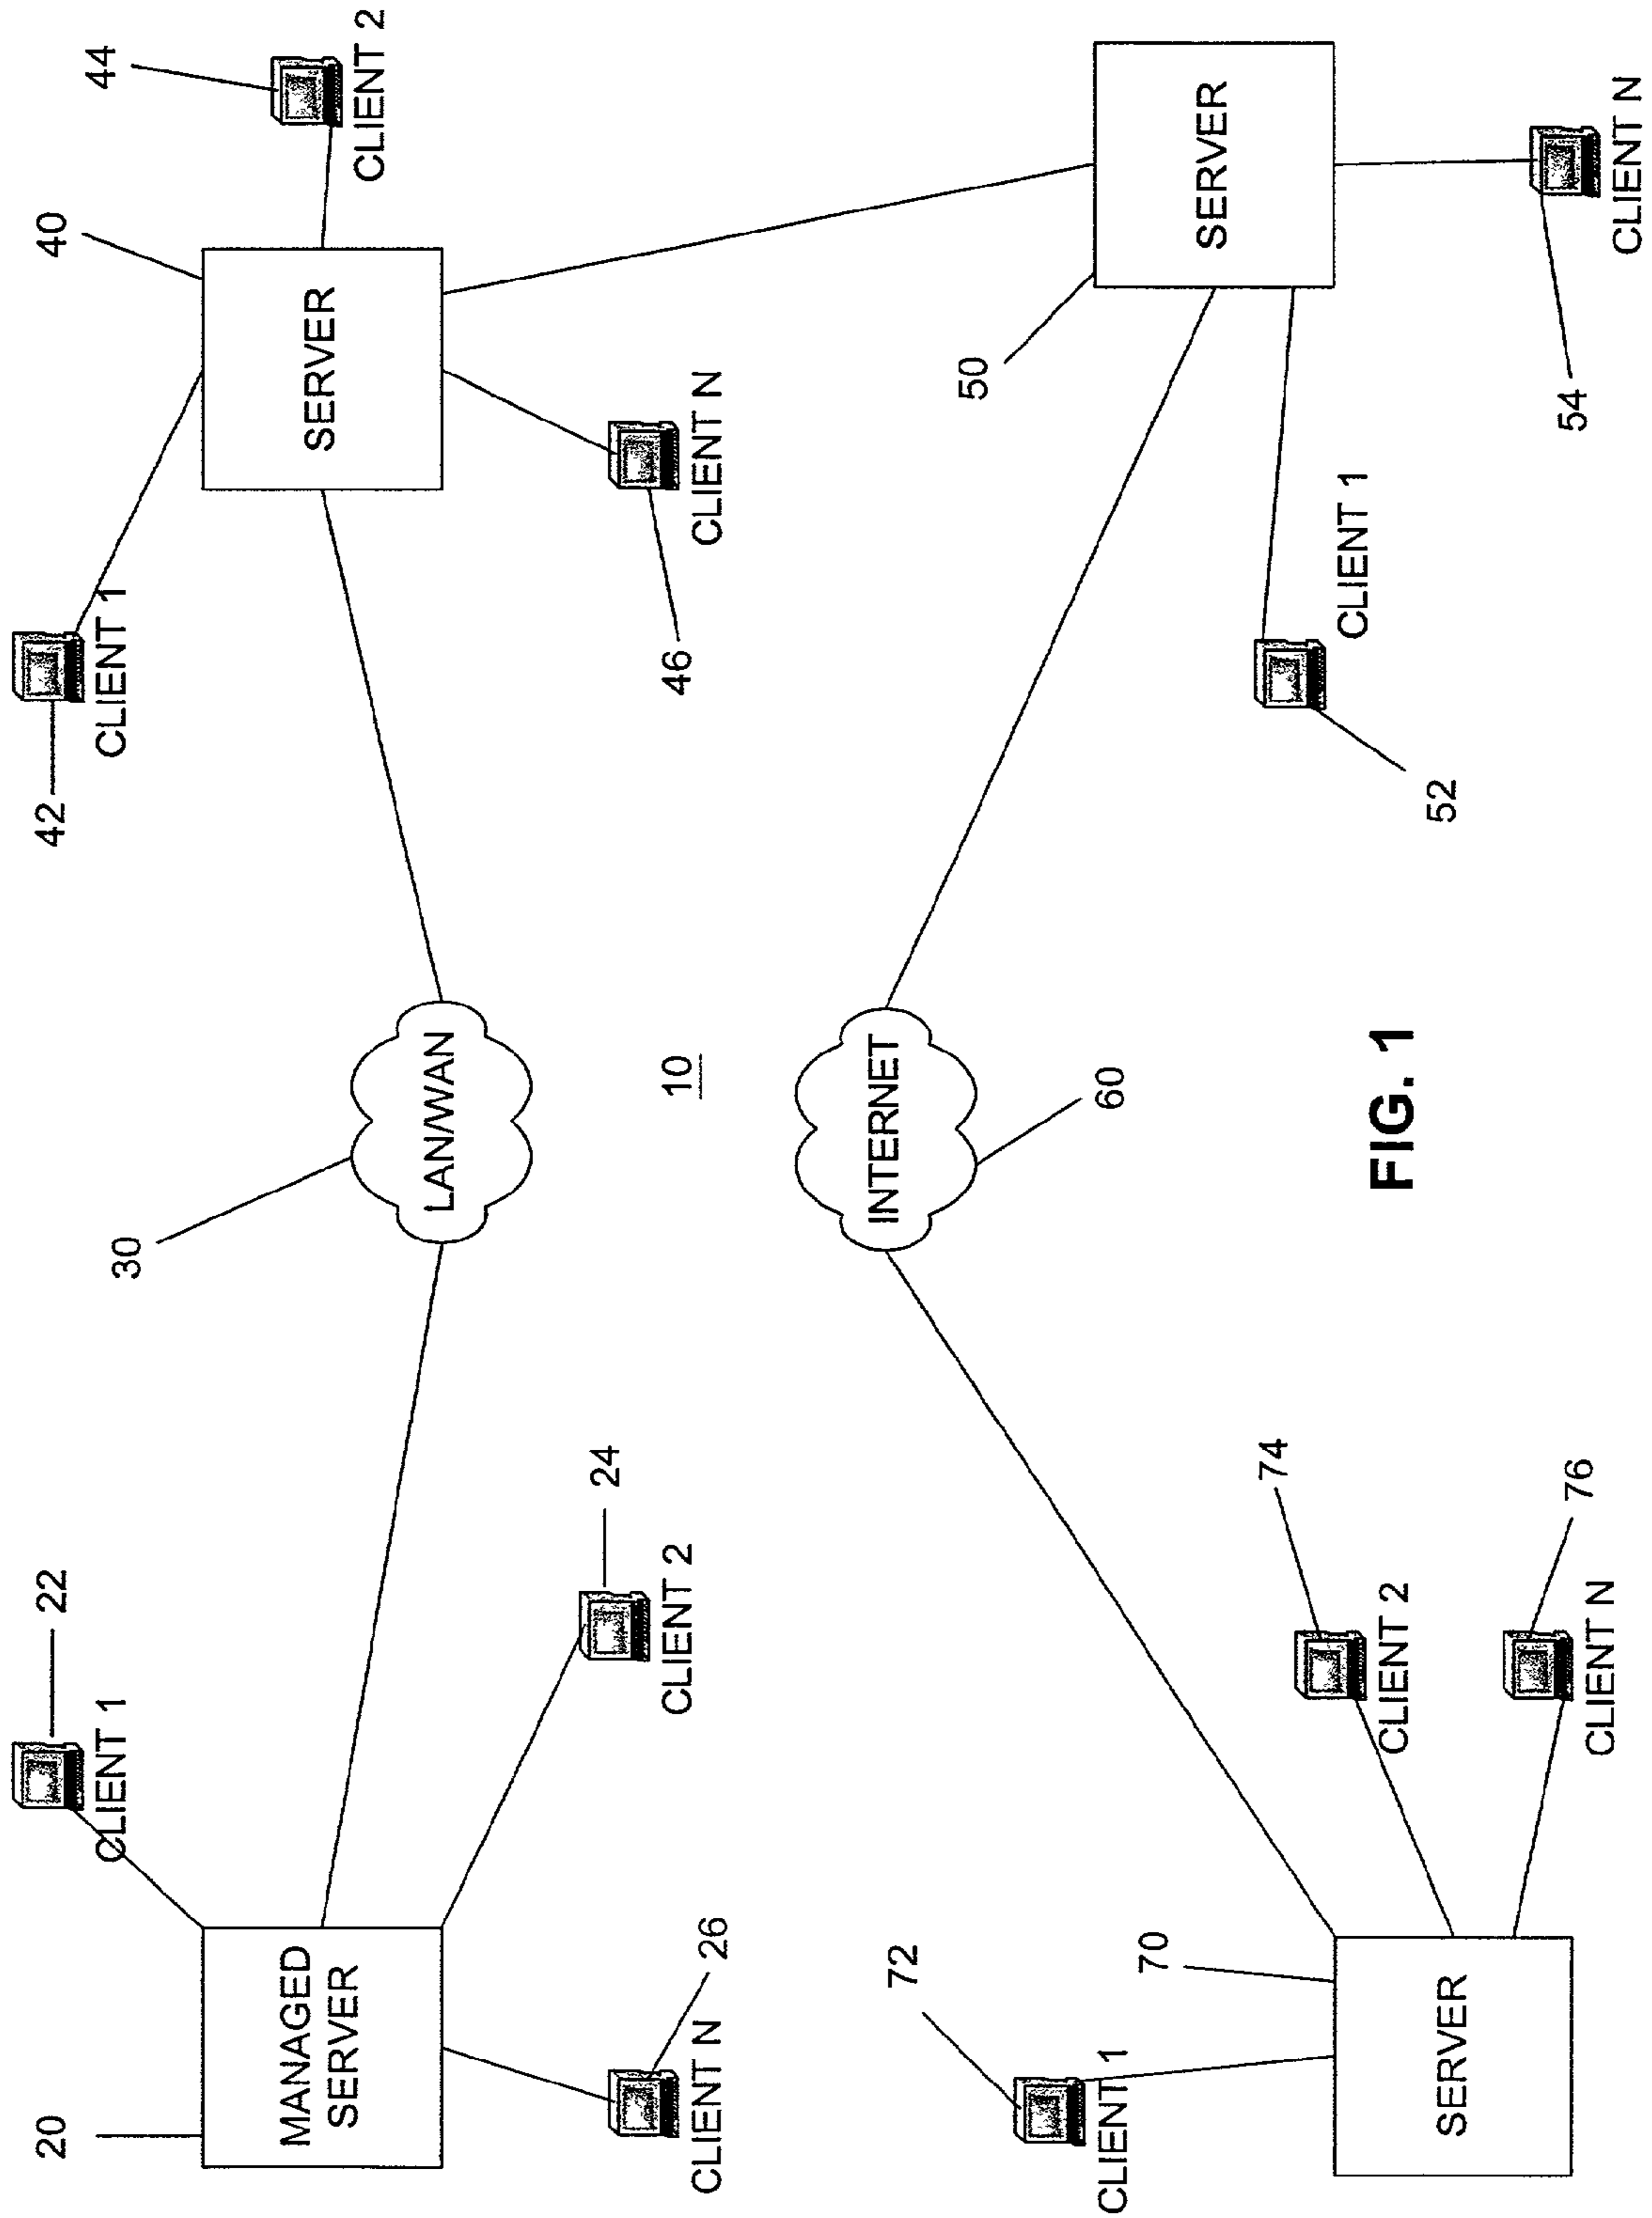 20
MANAGED
SERVER
22
CLIENT 1
24
CLIENT 2
26
CLIENT N
30
LAN/WAN
40
SERVER
42
CLIENT 1
44
CLIENT 2
46
CLIENT N
10
72
CLIENT 1
70
SERVER
74
CLIENT 2
76
CLIENT N
INTERNET
60
50
SERVER
52
CLIENT 1
54
CLIENT N
FIG. 1